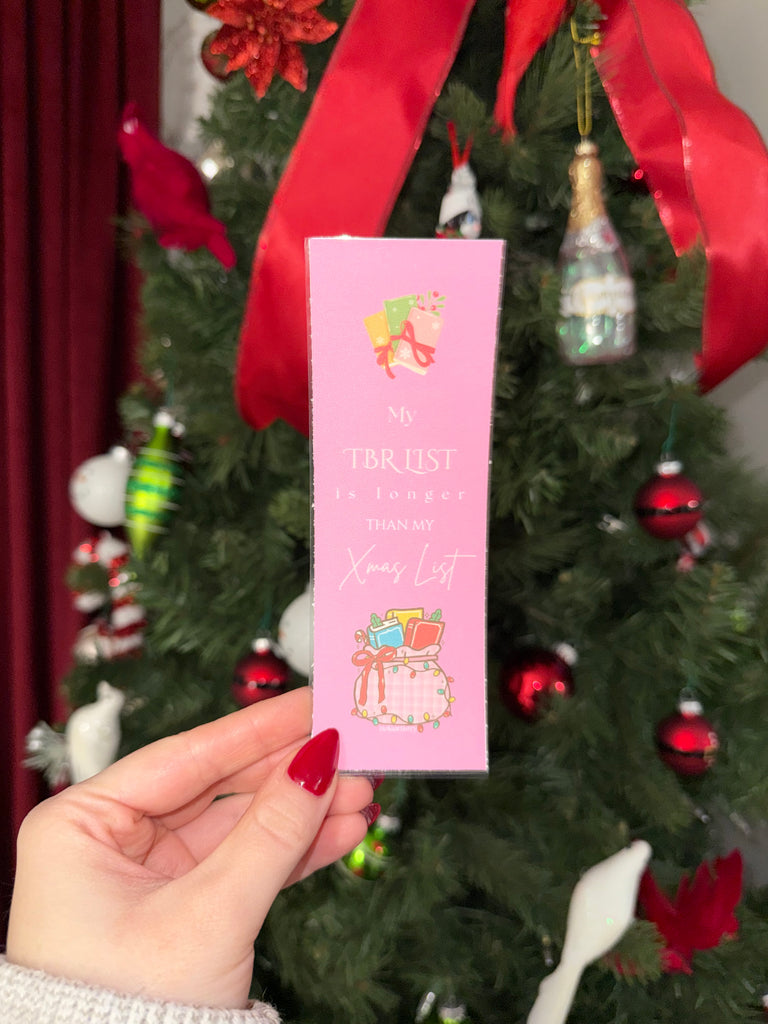 My
TBR LIST
is longer
THAN MY
Xmas List